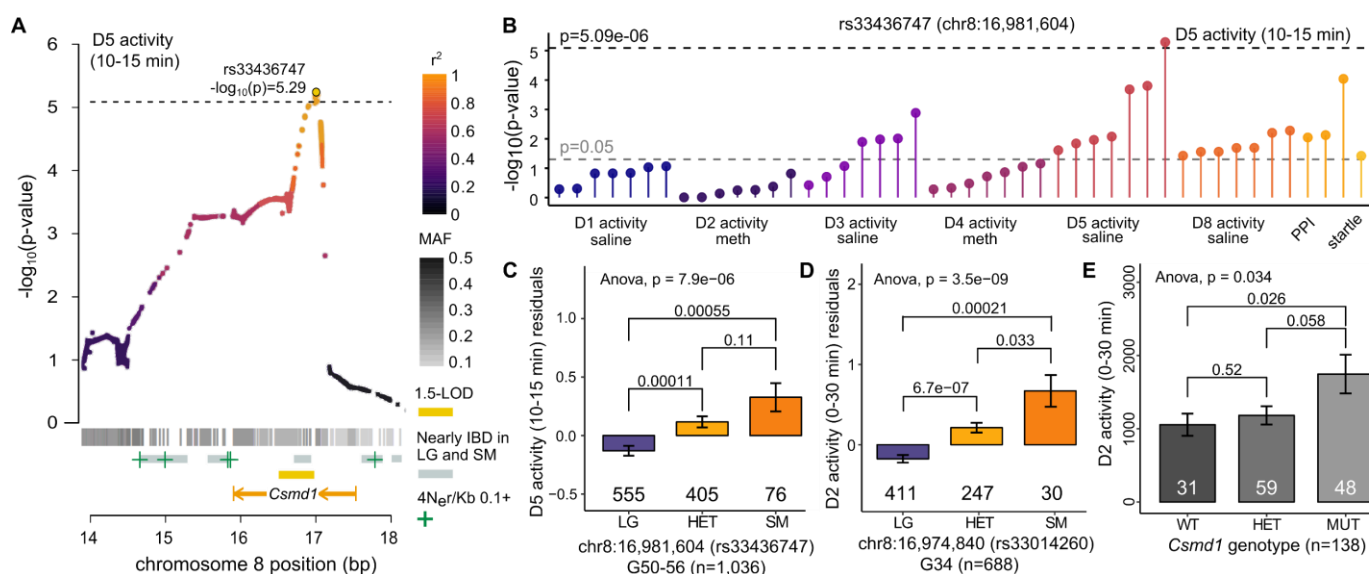 A
D5 activity
(10-15 min)
rs33436747
-log10(p)=5.29
-log10(p-value)
6
5
4
3
2
1
0
r2
1
0.8
0.6
0.4
0.2
0
MAF
0.5
0.4
0.3
0.2
0.1
1.5-LOD
Nearly IBD in
LG and SM
4Ner/Kb 0.1+
Csmd1
14 15 16 17 18
chromosome 8 position (bp)
B
rs33436747 (chr8:16,981,604)
p=5.09e-06
D5 activity (10-15 min)
p=0.05
-log10(p-value)
5
4
3
2
1
0
D1 activity
saline
D2 activity
meth
D3 activity
saline
D4 activity
meth
D5 activity
saline
D8 activity
saline
PPI
startle
C
Anova, p = 7.9e-06
0.00055
0.11
0.00011
D5 activity (10-15 min) residuals
1.0
0.5
0.0
−0.5
555 405 76
LG HET SM
chr8:16,981,604 (rs33436747)
G50-56 (n=1,036)
D
Anova, p = 3.5e-09
0.00021
0.033
6.7e-07
D2 activity (0-30 min) residuals
2
1
0
411 247 30
LG HET SM
chr8:16,974,840 (rs33014260)
G34 (n=688)
E
Anova, p = 0.034
0.026
0.058
0.52
D2 activity (0-30 min)
3000
2000
1000
0
31 59 48
WT HET MUT
Csmd1 genotype (n=138)